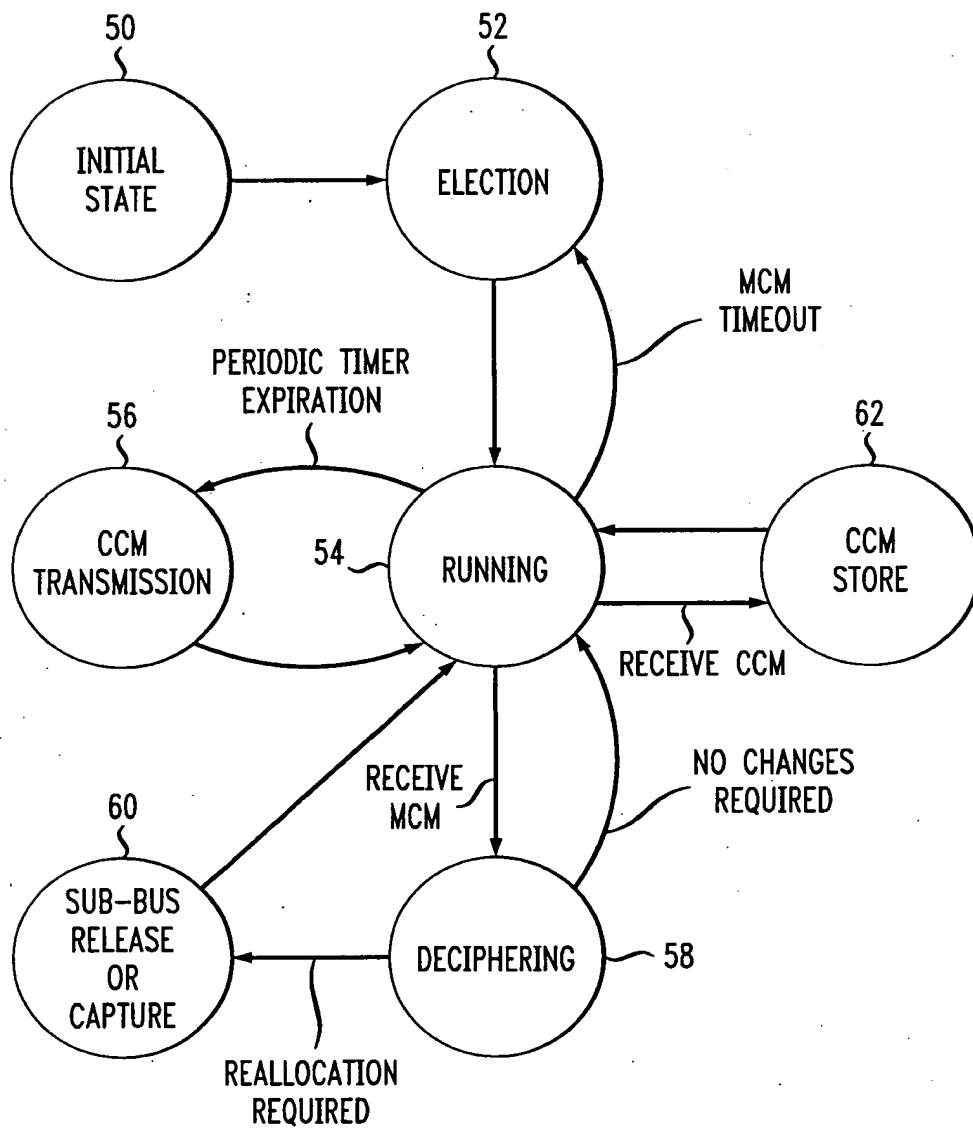 50
52
INITIAL
STATE
ELECTION
MCM
TIMEOUT
PERIODIC TIMER
EXPIRATION
56
62
CCM
TRANSMISSION
54
RUNNING
CCM
STORE
RECEIVE CCM
RECEIVE
MCM
NO CHANGES
REQUIRED
60
SUB-BUS
RELEASE
OR
CAPTURE
DECIPHERING
58
REALLOCATION
REQUIRED